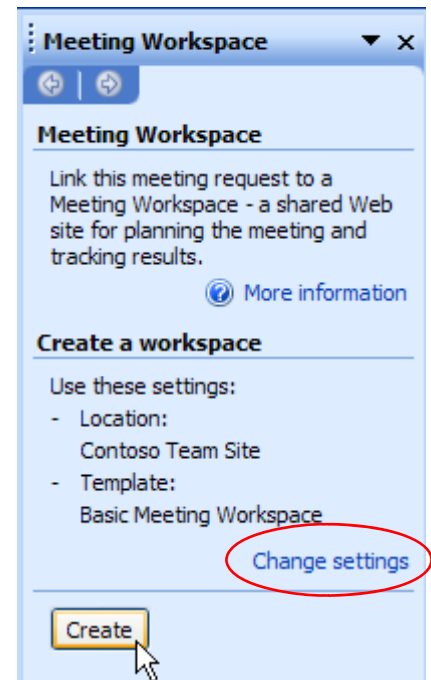 Meeting Workspace
Meeting Workspace
Link this meeting request to a
Meeting Workspace - a shared Web
site for planning the meeting and
tracking results.
More information
Create a workspace
Use these settings:
- Location:
Contoso Team Site
- Template:
Basic Meeting Workspace
Change settings
Create